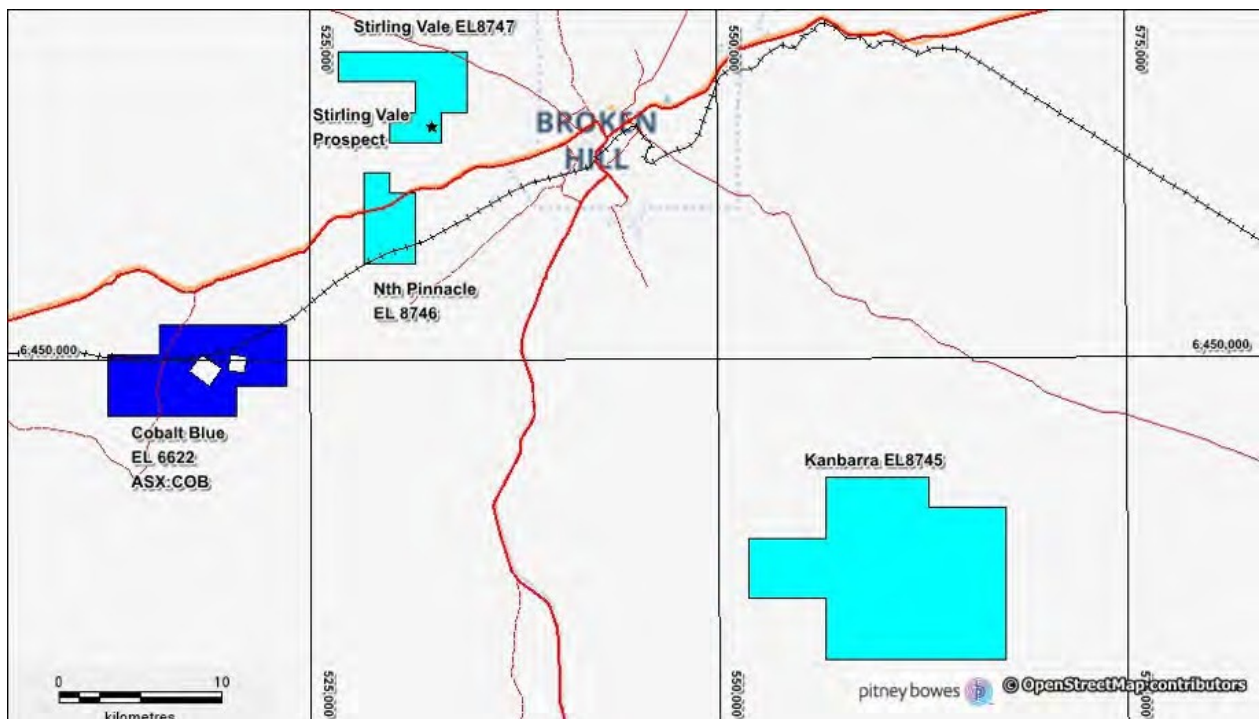 Stirling Vale EL8747
525,000
550,000
575,000
Stirling Vale
Prospect
BROKEN
HILL
Nth Pinnacle
EL 8746
6,450,000
6,450,000
Cobalt Blue
EL 6622
ASX:COB
Kanbarra EL8745
0
10
kilometres
525,000
550,000
pitney bowes
© OpenStreetMap contributors